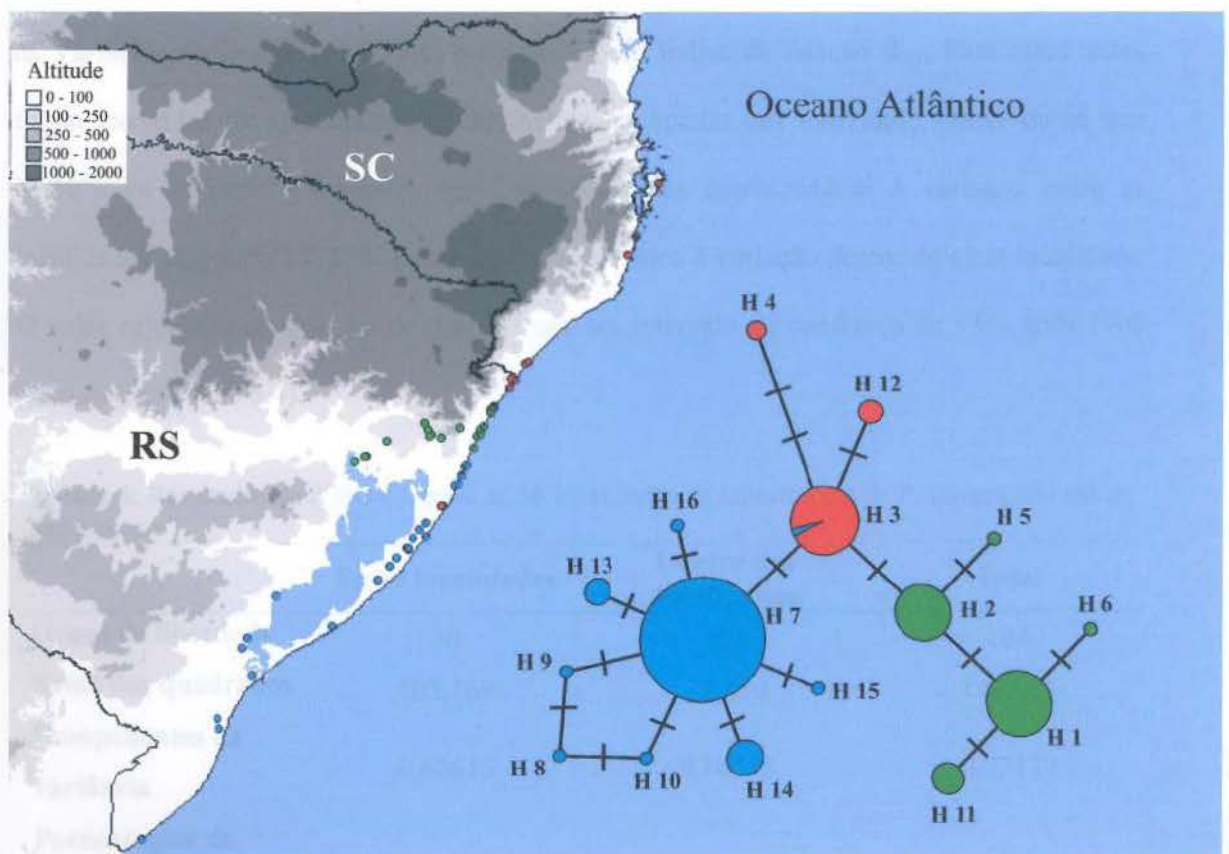 Altitude
0 - 100
100 - 250
250 - 500
500 - 1000
1000 - 2000
Oceano Atlântico
SC
RS
H 4
H 12
H 3
H 16
H 5
H 13
H 7
H 2
H 6
H 9
H 15
H 1
H 8
H 10
H 14
H 11